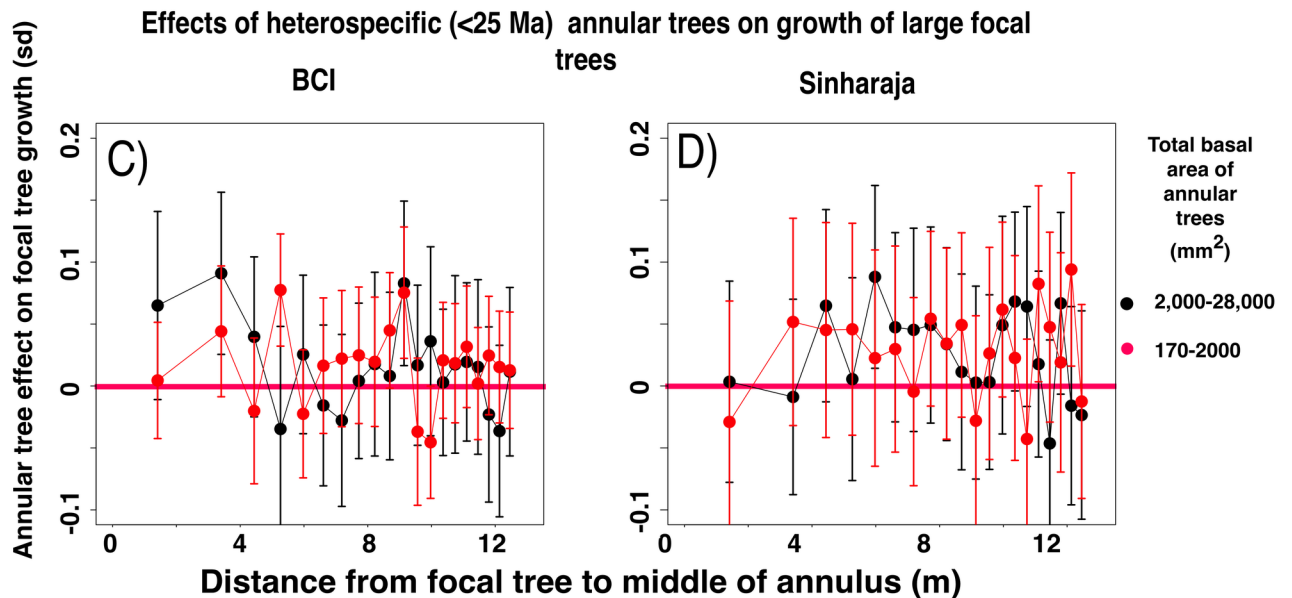 Effects of heterospecific (<25 Ma) annular trees on growth of large focal
trees
BCI
Sinharaja
Annular tree effect on focal tree growth (sd)
C)
0.2
0.1
0
-0.1
0 4 8 12
D)
0.2
0.1
0
-0.1
0 4 8 12
Total basal
area of
annular
trees
(mm²)
2,000-28,000
170-2000
Distance from focal tree to middle of annulus (m)